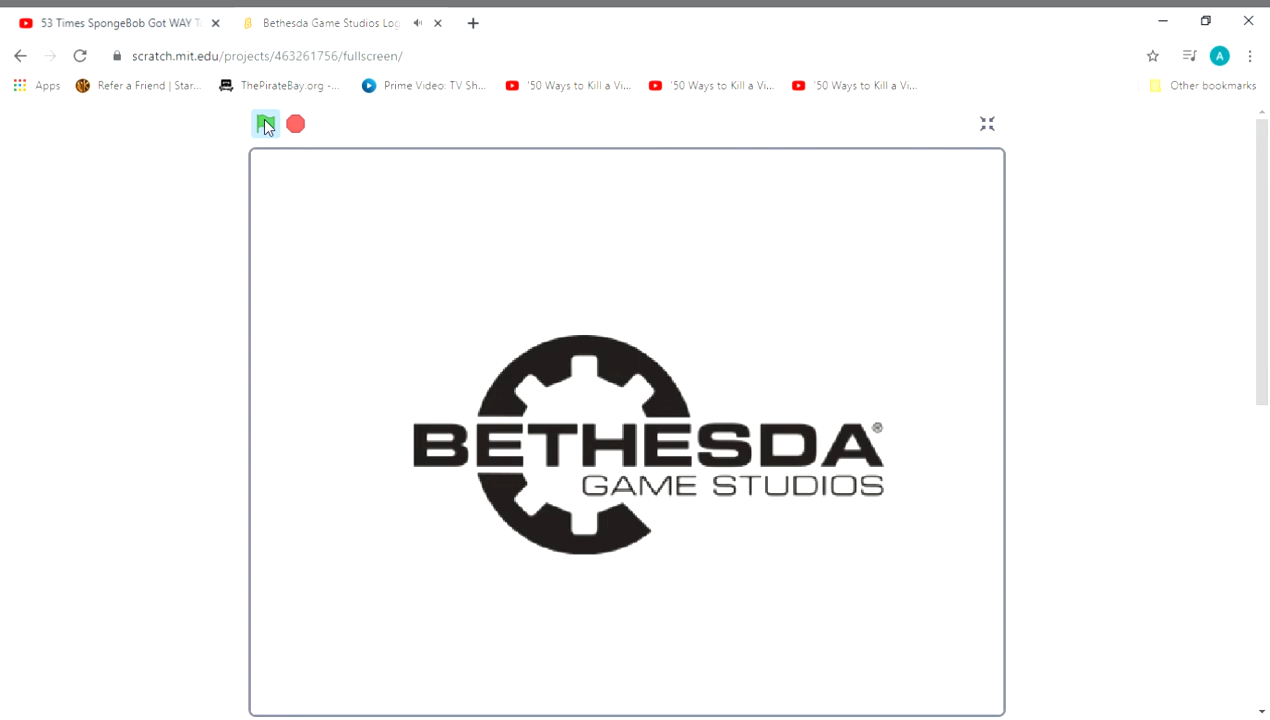 53 Times SpongeBob Got WAY T
Bethesda Game Studios Log
scratch.mit.edu/projects/463261756/fullscreen/
A
Apps
Refer a Friend | Star...
ThePirateBay.org -...
Prime Video: TV Sh...
'50 Ways to Kill a Vi...
'50 Ways to Kill a Vi...
'50 Ways to Kill a Vi...
Other bookmarks
BETHESDA®
GAME STUDIOS